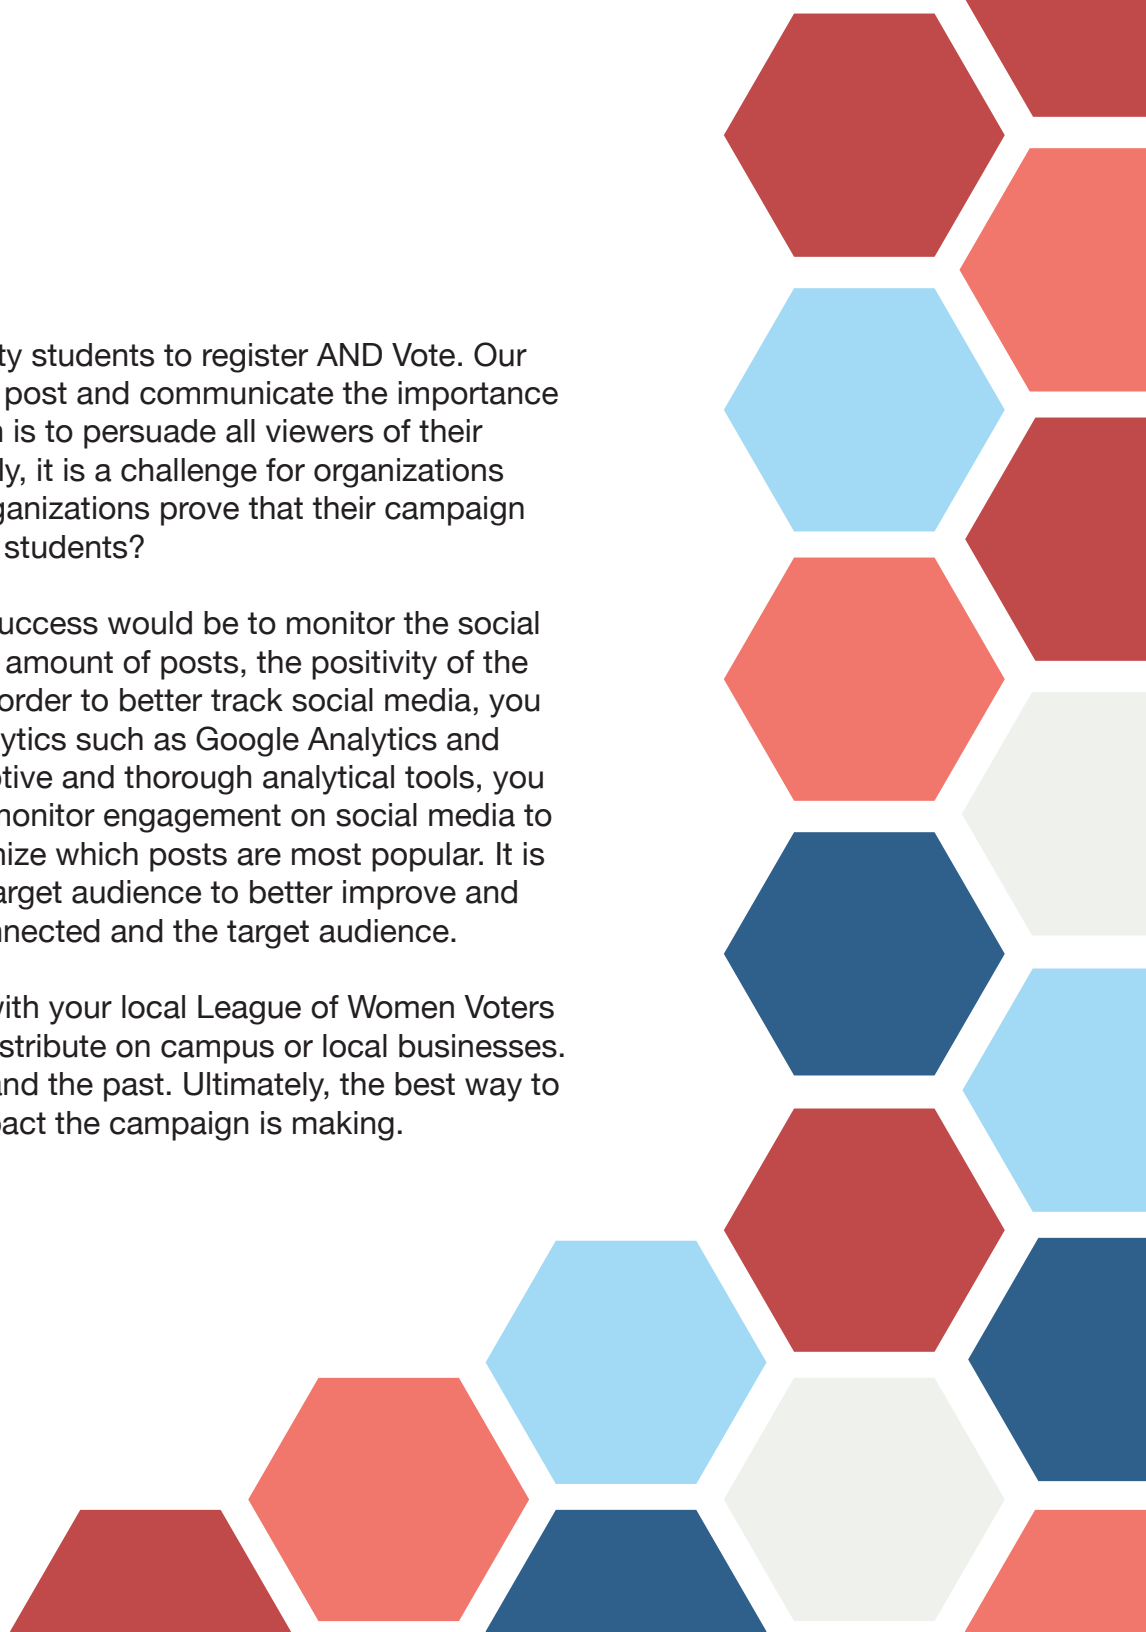 ty students to register AND Vote. Our
post and communicate the importance
is to persuade all viewers of their
ly, it is a challenge for organizations
ganizations prove that their campaign
students?
uccess would be to monitor the social
amount of posts, the positivity of the
order to better track social media, you
ytics such as Google Analytics and
tive and thorough analytical tools, you
onitor engagement on social media to
ize which posts are most popular. It is
arget audience to better improve and
nnected and the target audience.
ith your local League of Women Voters
stribute on campus or local businesses.
and the past. Ultimately, the best way to
act the campaign is making.